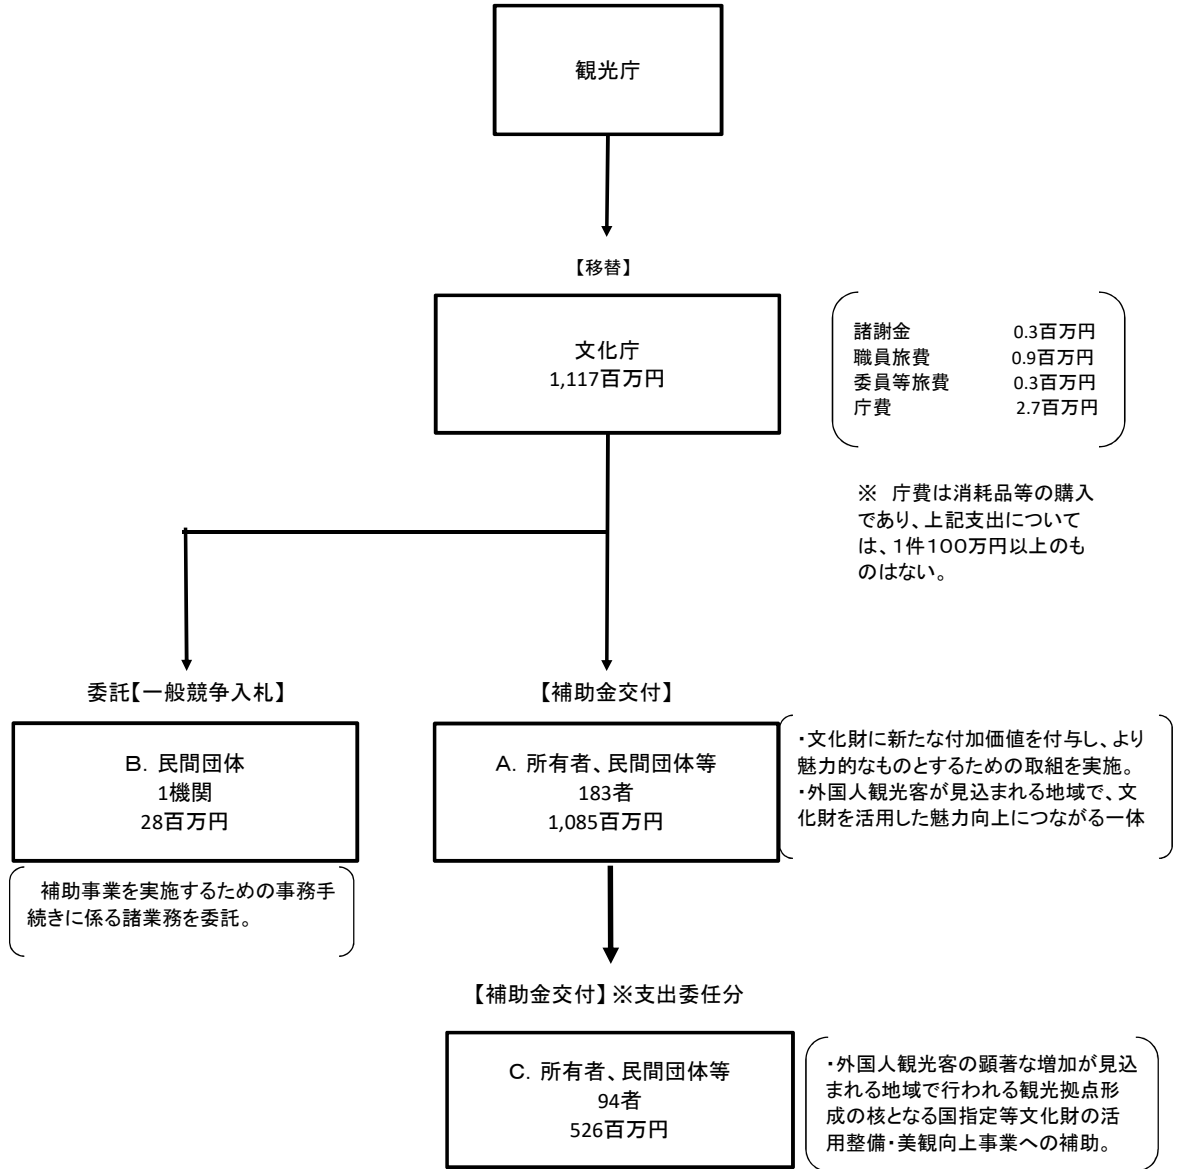 観光庁
【移替】
文化庁
1,117百万円
諸謝金 0.3百万円
職員旅費 0.9百万円
委員等旅費 0.3百万円
庁費 2.7百万円
※ 庁費は消耗品等の購入
であり、上記支出について
は、1件100万円以上のも
のはない。
委託【一般競争入札】
B. 民間団体
1機関
28百万円
補助事業を実施するための事務手
続きに係る諸業務を委託。
【補助金交付】
A. 所有者、民間団体等
183者
1,085百万円
・文化財に新たな付加価値を付与し、より
魅力的なものとするための取組を実施。
・外国人観光客が見込まれる地域で、文
化財を活用した魅力向上につながる一体
【補助金交付】※支出委任分
C. 所有者、民間団体等
94者
526百万円
・外国人観光客の顕著な増加が見込
まれる地域で行われる観光拠点形
成の核となる国指定等文化財の活
用整備・美観向上事業への補助。